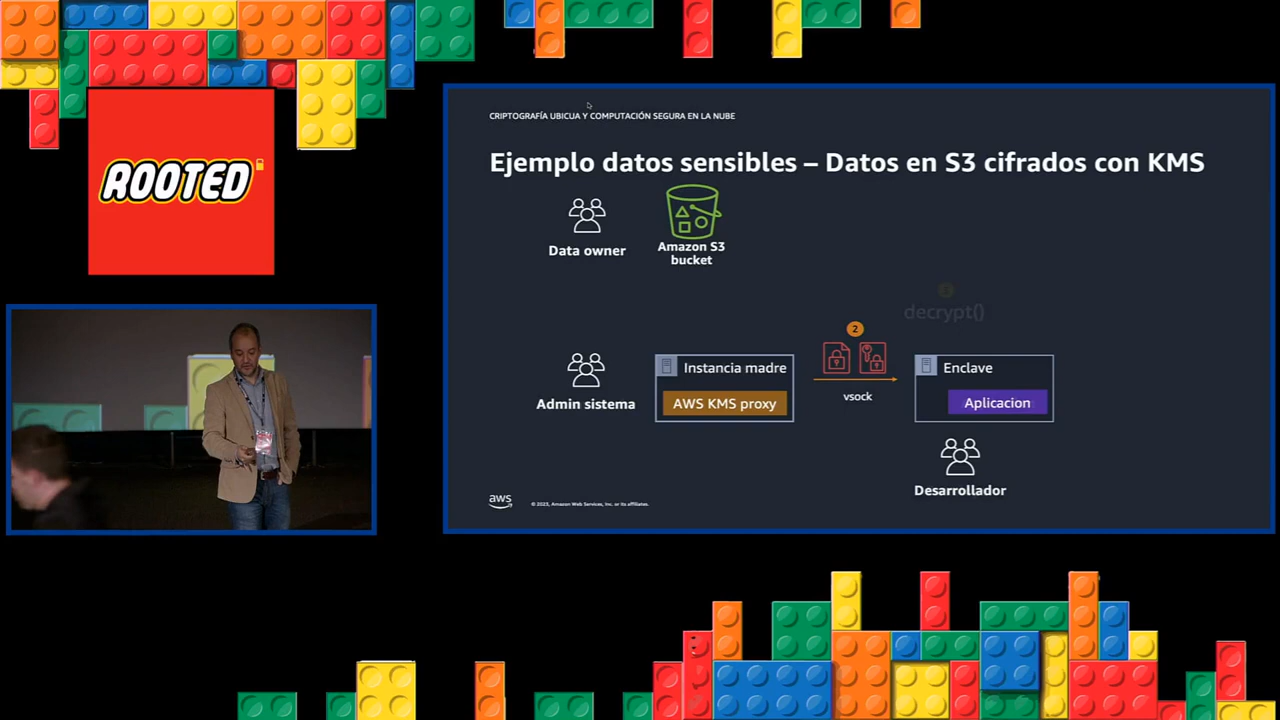 ROOTED
CRIPTOGRAFÍA UBICUA Y COMPUTACIÓN SEGURA EN LA NUBE
Ejemplo datos sensibles – Datos en S3 cifrados con KMS
Data owner
Amazon S3
bucket
decrypt()
2
Admin sistema
Instancia madre
AWS KMS proxy
vsock
Enclave
Aplicacion
Desarrollador
aws
© 2023, Amazon Web Services, Inc. or its affiliates.